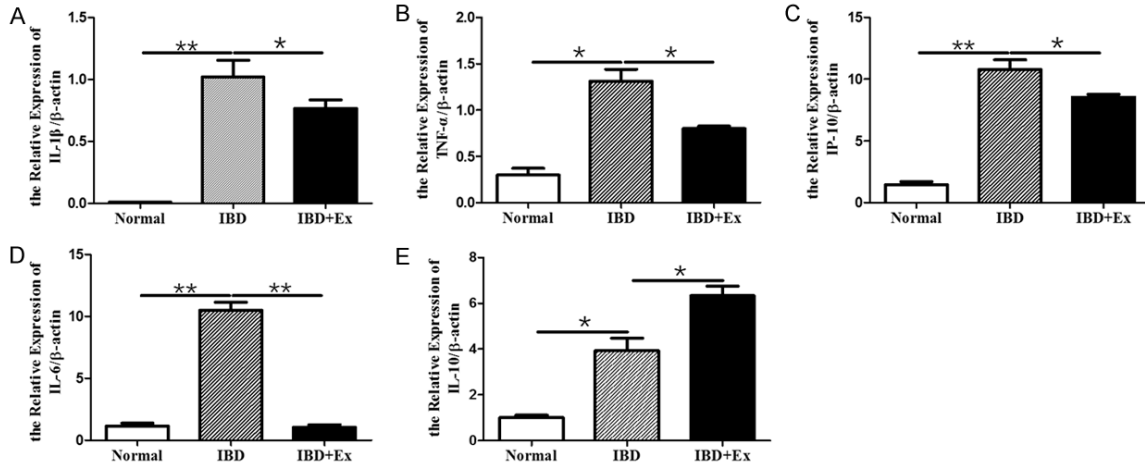 A
the Relative Expression of
IL-1β/β-actin
1.5
1.0
0.5
0.0
** *
Normal IBD IBD+Ex
B
the Relative Expression of
TNF-α/β-actin
2.0
1.5
1.0
0.5
0.0
* *
Normal IBD IBD+Ex
C
the Relative Expression of
IP-10/β-actin
15
10
5
0
** *
Normal IBD IBD+Ex
D
the Relative Expression of
IL-6/β-actin
15
10
5
0
** **
Normal IBD IBD+Ex
E
the Relative Expression of
IL-10/β-actin
8
6
4
2
0
* *
Normal IBD IBD+Ex